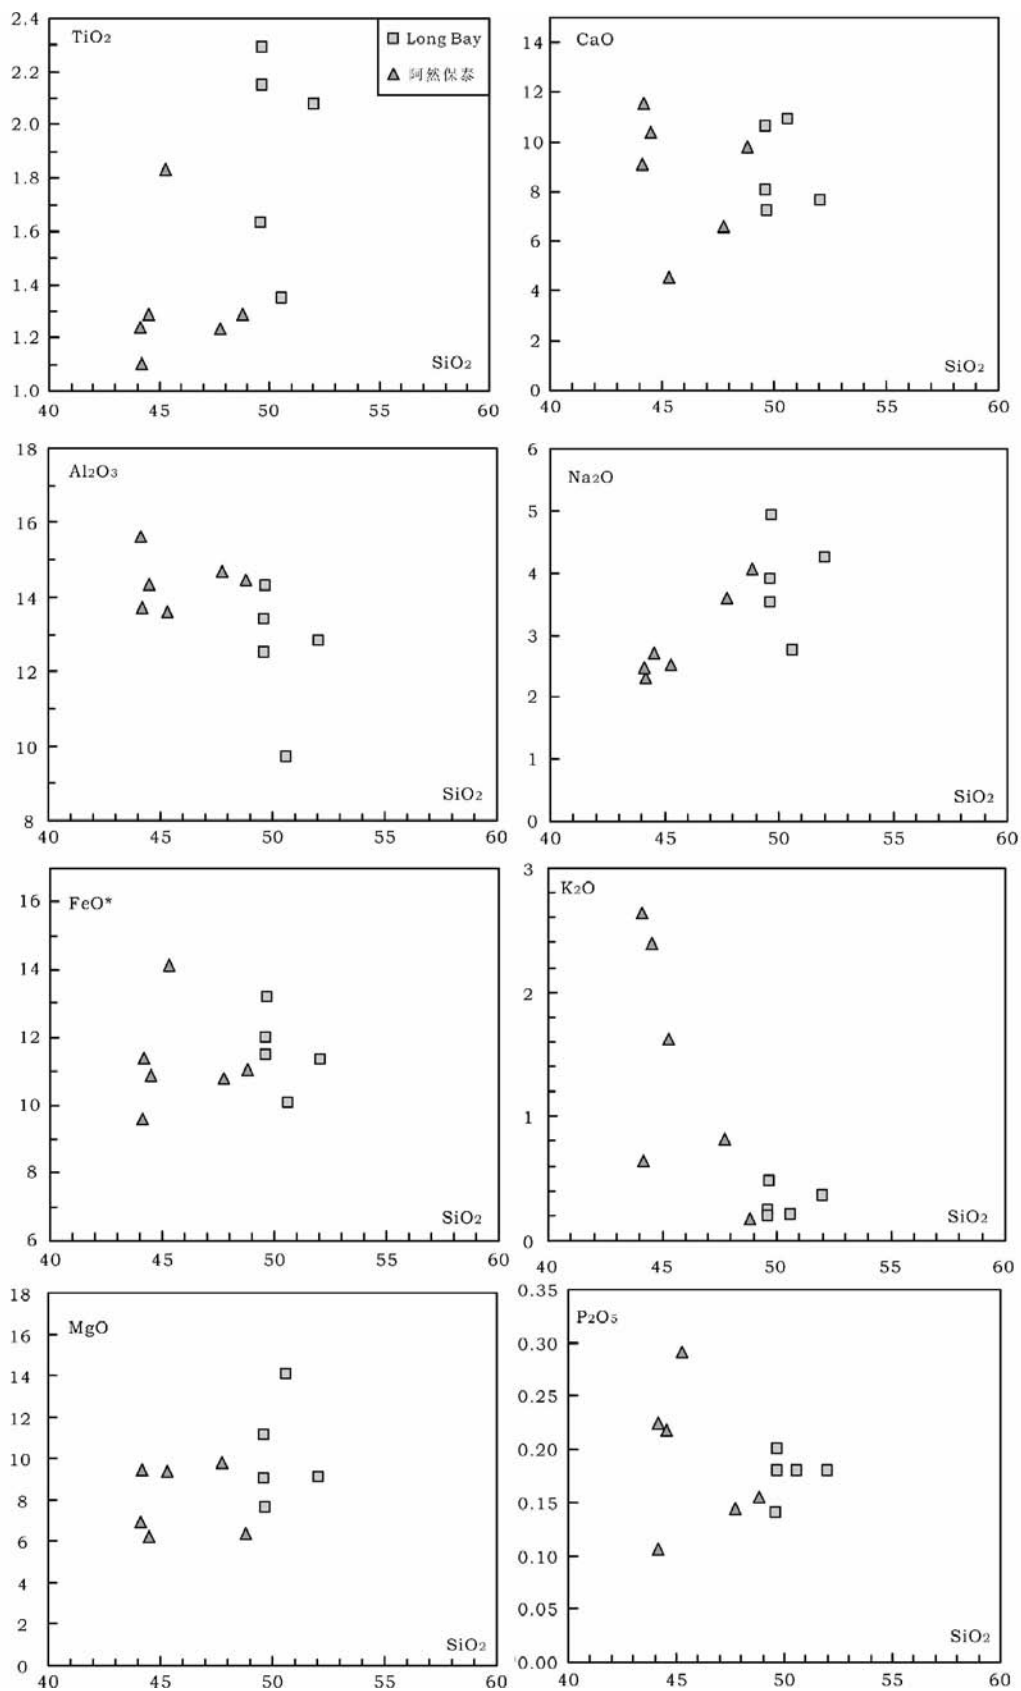 TiO₂
Long Bay
阿然保泰
2.4
2.2
2.0
1.8
1.6
1.4
1.2
1.0
SiO₂
40 45 50 55 60
CaO
14
12
10
8
6
4
2
0
SiO₂
40 45 50 55 60
Al₂O₃
18
16
14
12
10
8
SiO₂
40 45 50 55 60
Na₂O
6
5
4
3
2
1
0
SiO₂
40 45 50 55 60
FeO*
16
14
12
10
8
6
SiO₂
40 45 50 55 60
K₂O
3
2
1
0
SiO₂
40 45 50 55 60
MgO
18
16
14
12
10
8
6
4
2
0
SiO₂
40 45 50 55 60
P₂O₅
0.35
0.30
0.25
0.20
0.15
0.10
0.05
0.00
SiO₂
40 45 50 55 60